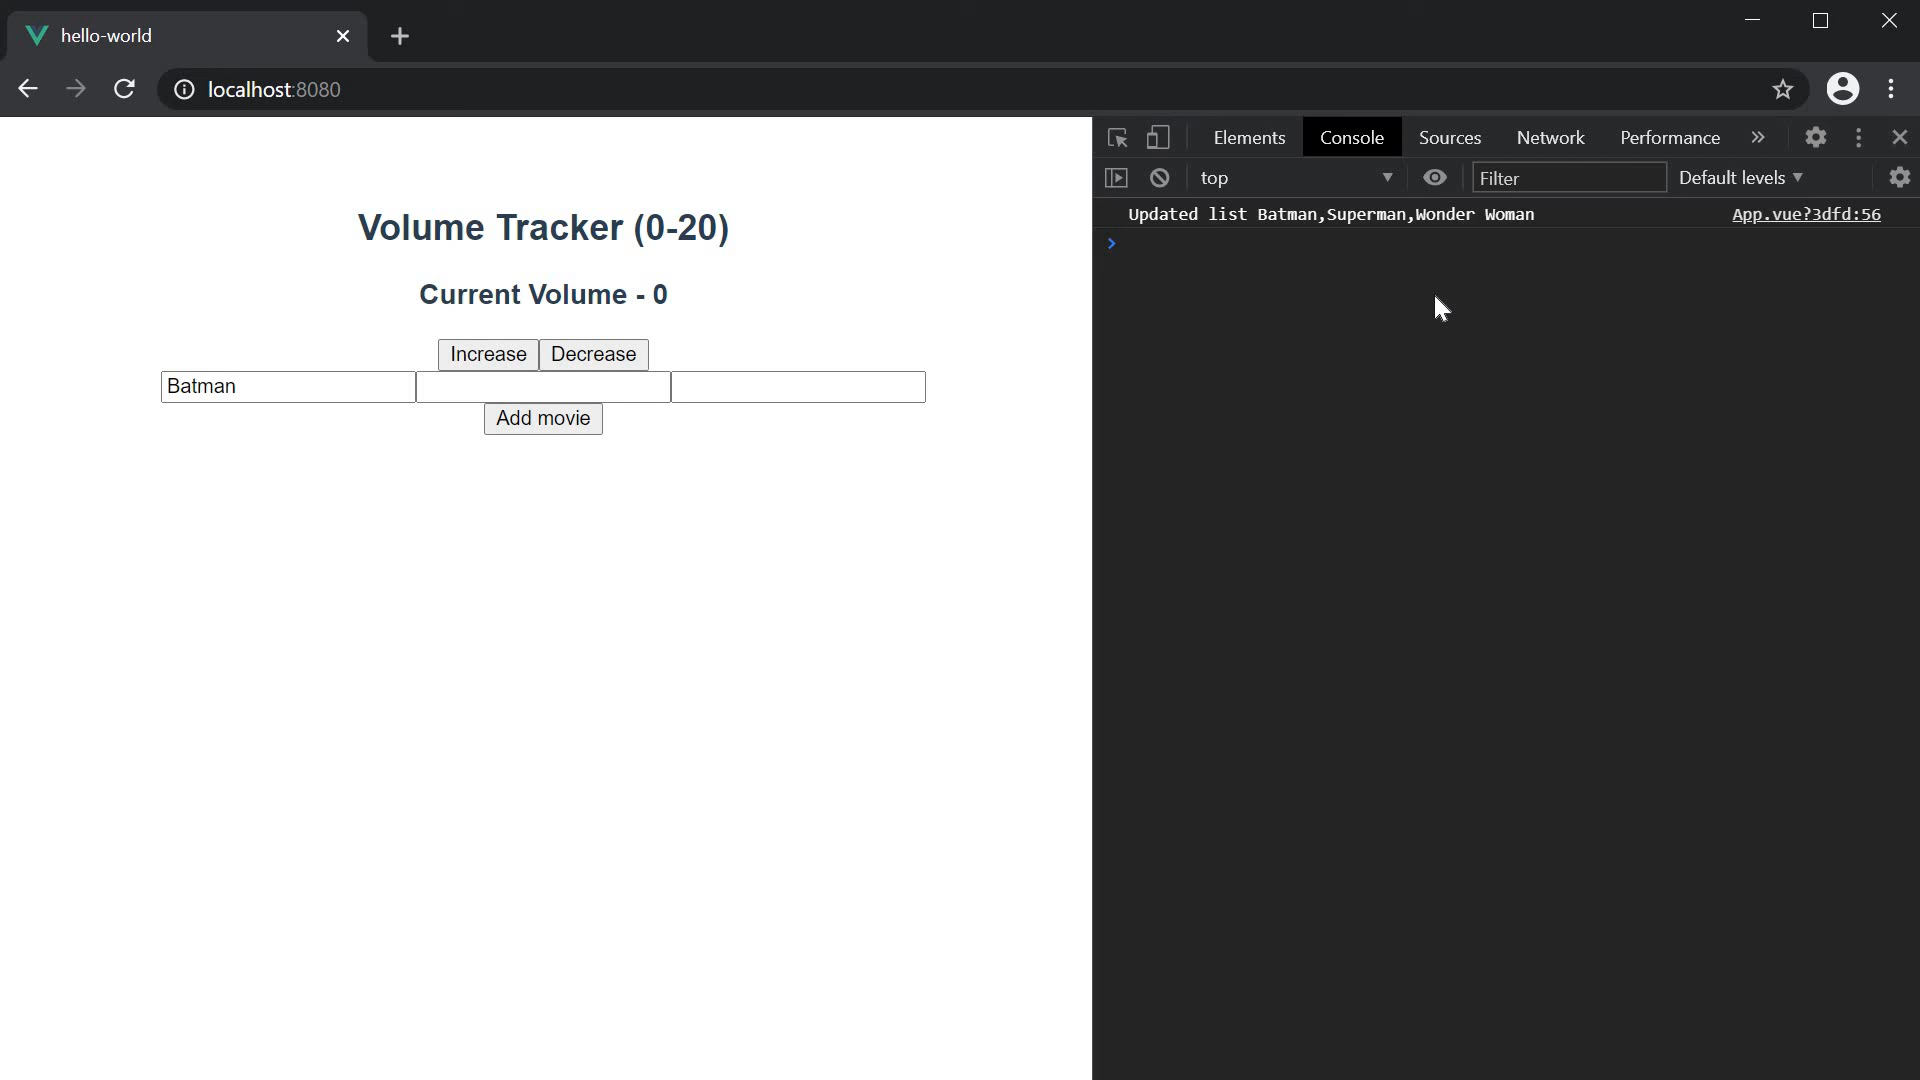 hello-world
localhost:8080
Elements Console Sources Network Performance
top Filter Default levels
Updated list Batman,Superman,Wonder Woman App.vue?3dfd:56
Volume Tracker (0-20)
Current Volume - 0
Increase Decrease
Batman
Add movie